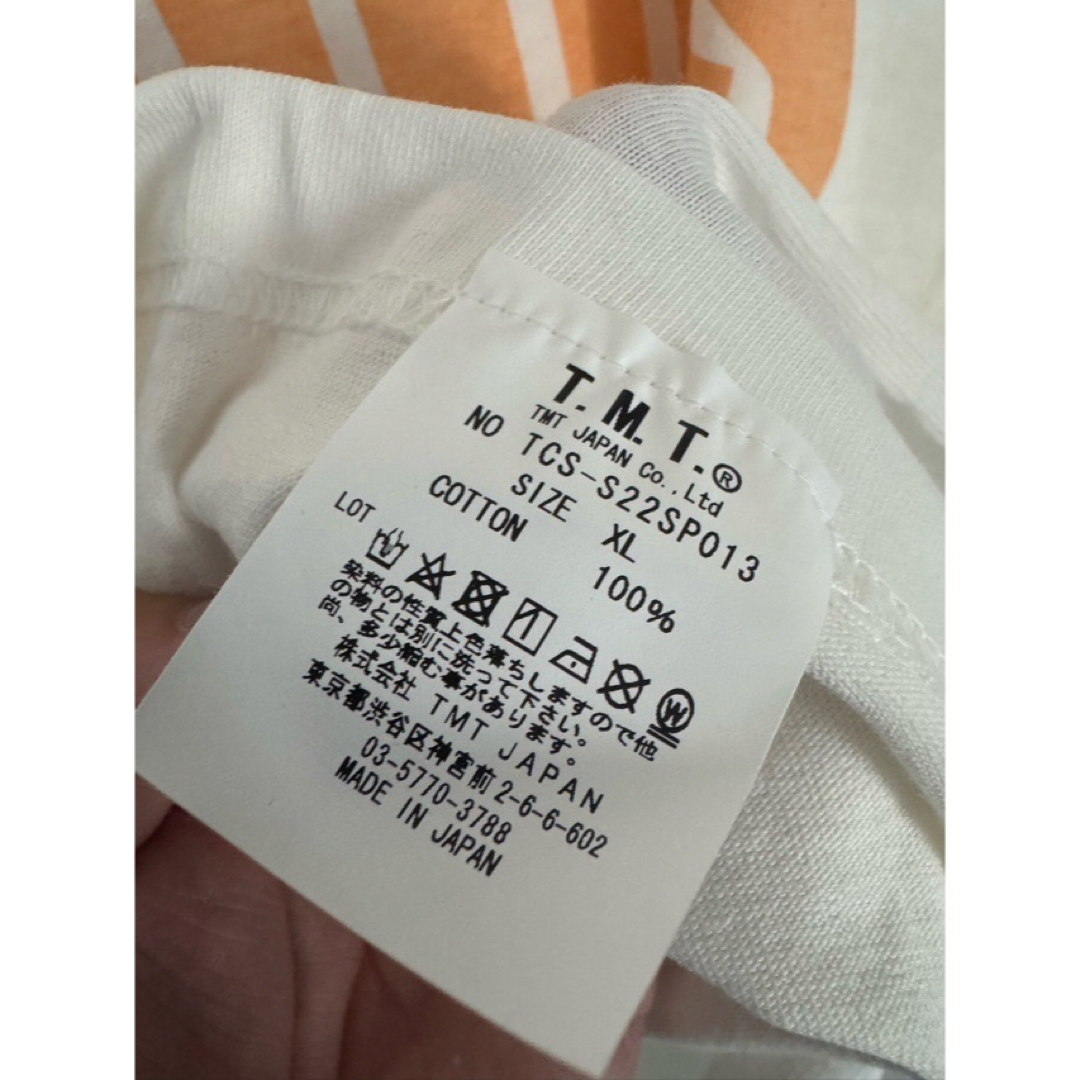 T.M.T.®
TMT JAPAN Co.,Ltd
NO TCS-S22SP013
SIZE XL
COTTON 100%
LOT
W
染料の性質上色落ちしますので他
の物とは別に洗って下さい。
尚、多少縮む事があります。
株式会社 TMT JAPAN
東京都渋谷区神宮前2-6-6-602
03-5770-3788
MADE IN JAPAN